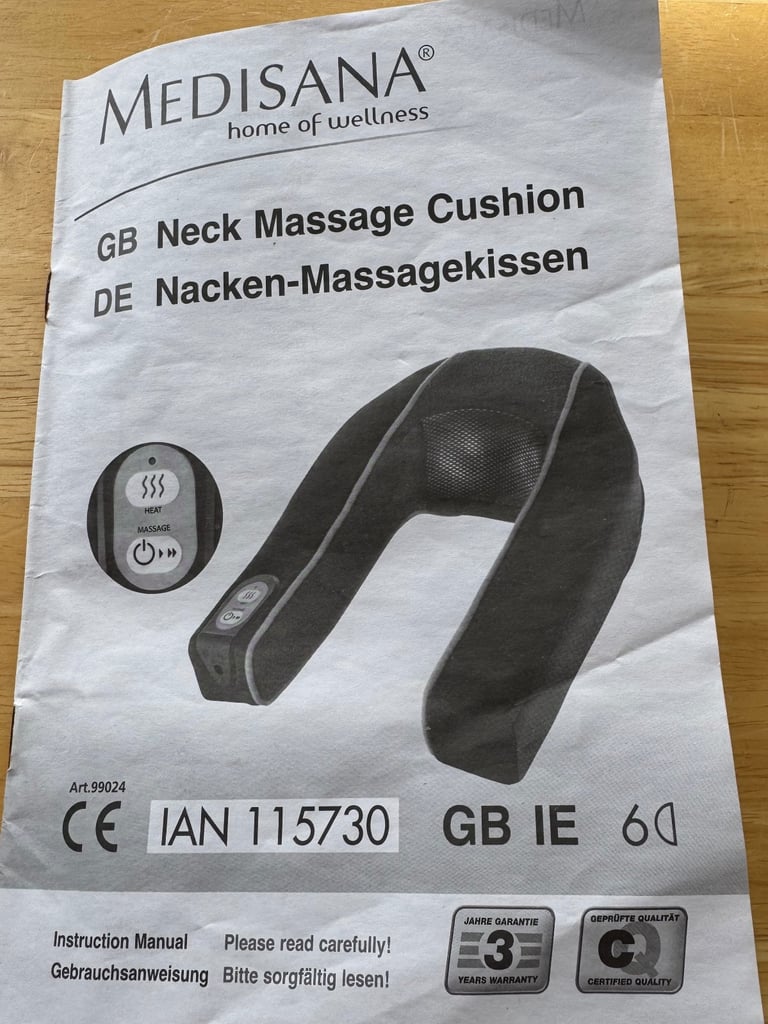 MEDISANA®
home of wellness
GB Neck Massage Cushion
DE Nacken-Massagekissen
HEAT
MASSAGE
Art.99024
CE IAN 115730 GB IE 6
Instruction Manual Please read carefully!
Gebrauchsanweisung Bitte sorgfältig lesen!
JAHRE GARANTIE
3
YEARS WARRANTY
GEPRÜFTE QUALITÄT
CQ
CERTIFIED QUALITY